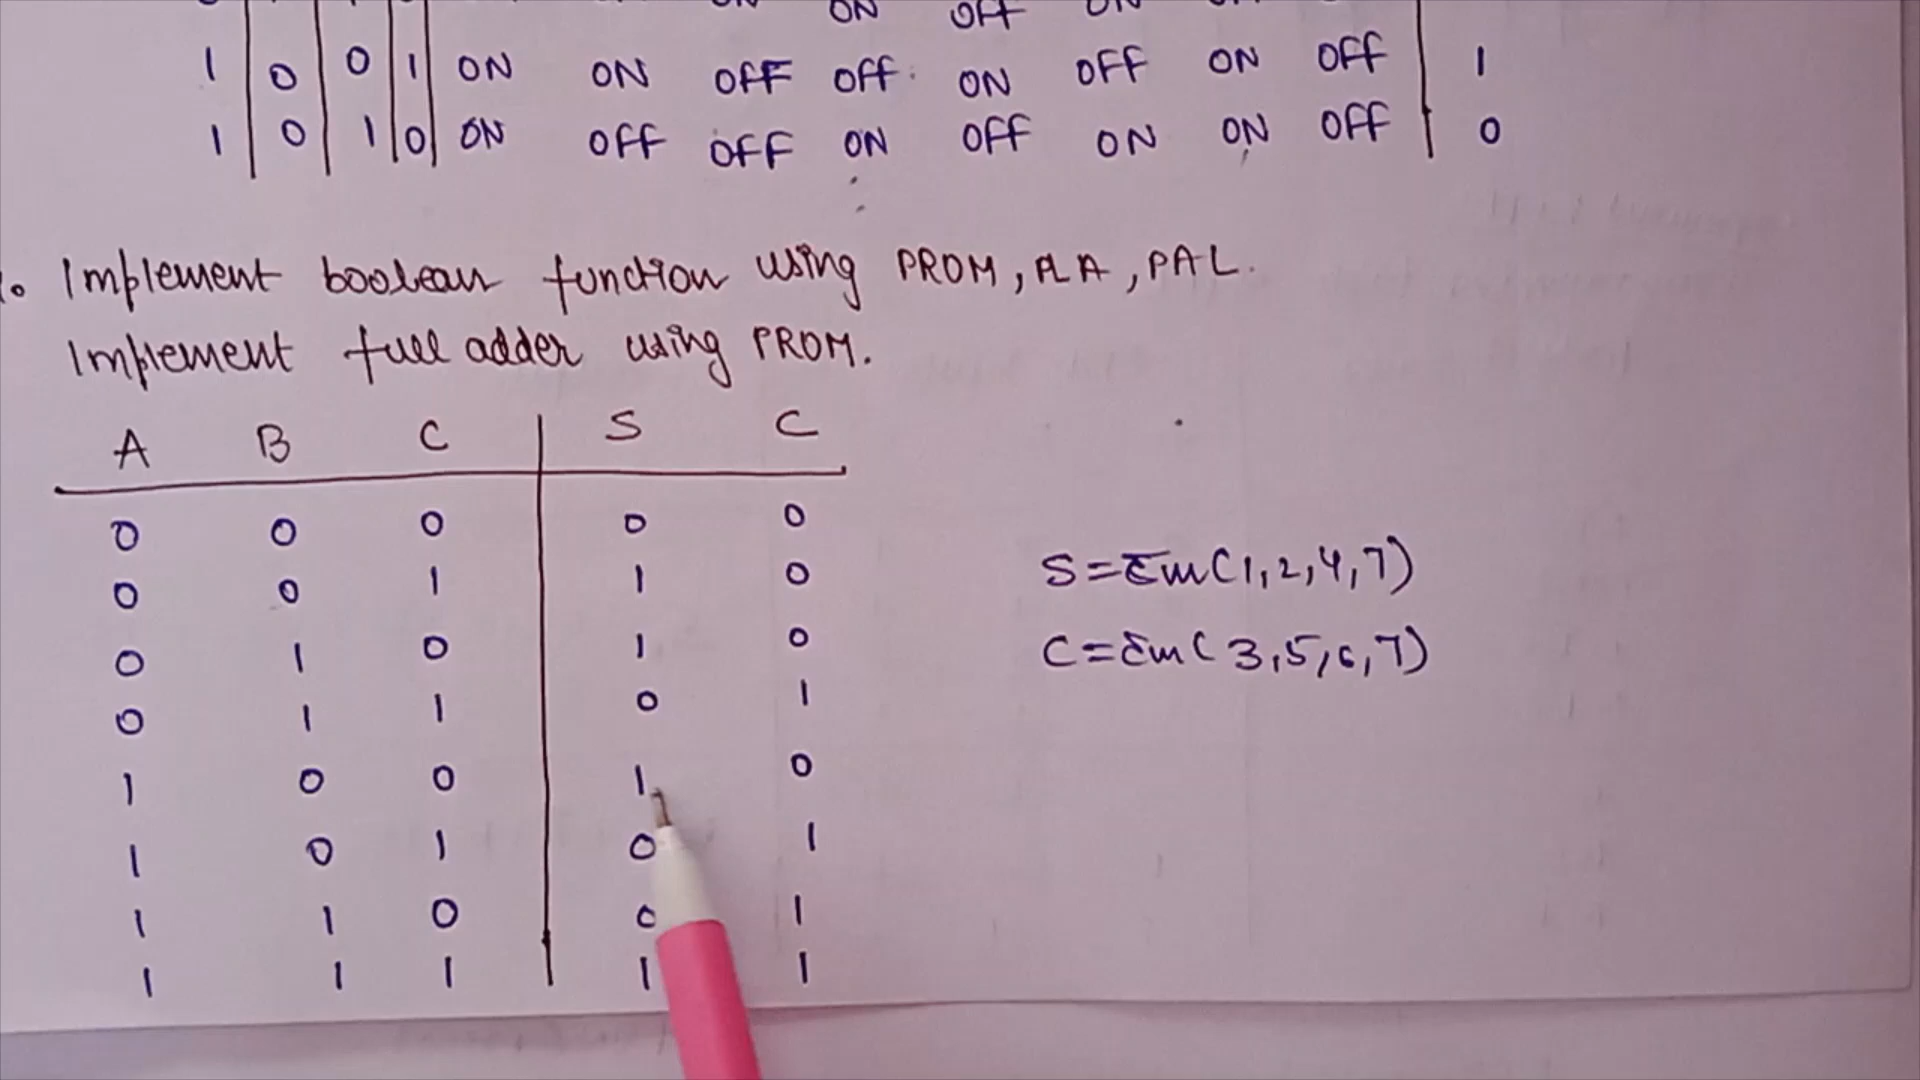 ON OFF ON
1 0 0 1 ON ON OFF OFF ON OFF ON OFF 1
1 0 1 0 ON OFF OFF ON OFF ON ON OFF 0
Implement boolean function using PROM, PLA, PAL.
Implement full adder using PROM.
A B C S C
0 0 0 0 0
0 0 1 1 0
0 1 0 1 0
0 1 1 0 1
1 0 0 1 0
1 0 1 0 1
1 1 0 0 1
1 1 1 1 1
S=Σm(1,2,4,7)
C=Σm(3,5,6,7)